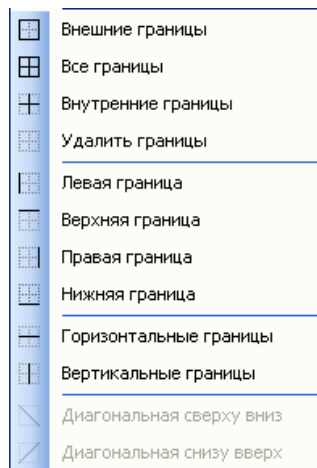 Внешние границы
Все границы
Внутренние границы
Удалить границы
Левая граница
Верхняя граница
Правая граница
Нижняя граница
Горизонтальные границы
Вертикальные границы
Диагональная сверху вниз
Диагональная снизу вверх